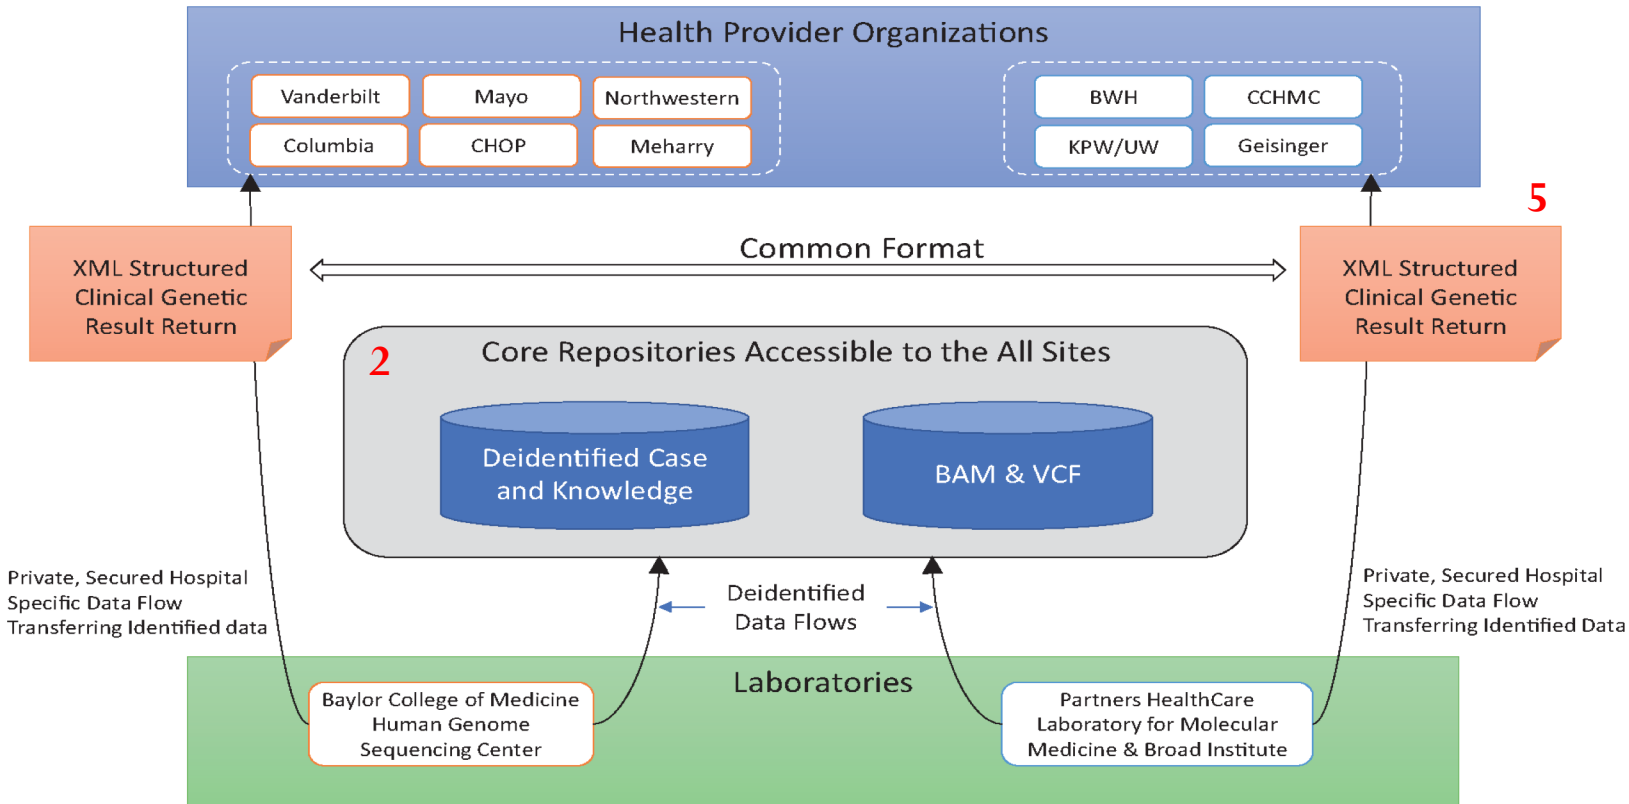 Health Provider Organizations
Vanderbilt
Mayo
Northwestern
BWH
CCHMC
Columbia
CHOP
Meharry
KPW/UW
Geisinger
5
XML Structured
Clinical Genetic
Result Return
Common Format
XML Structured
Clinical Genetic
Result Return
2
Core Repositories Accessible to the All Sites
Deidentified Case
and Knowledge
BAM & VCF
Private, Secured Hospital
Specific Data Flow
Transferring Identified data
Deidentified
Data Flows
Private, Secured Hospital
Specific Data Flow
Transferring Identified Data
Laboratories
Baylor College of Medicine
Human Genome
Sequencing Center
Partners HealthCare
Laboratory for Molecular
Medicine & Broad Institute